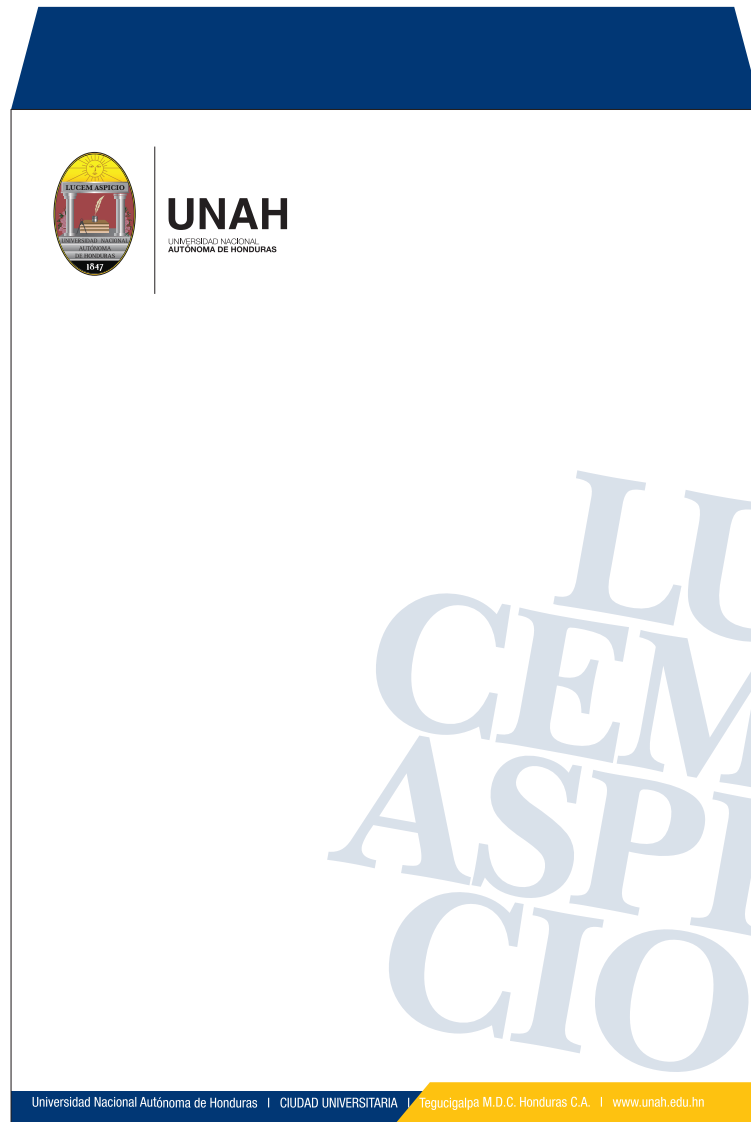 LUCEM ASPICIO
UNIVERSIDAD NACIONAL
AUTÓNOMA
DE HONDURAS
1847
UNAH
UNIVERSIDAD NACIONAL
AUTÓNOMA DE HONDURAS
LU
CEM
ASPI
CIO
Universidad Nacional Autónoma de Honduras I CIUDAD UNIVERSITARIA I Tegucigalpa M.D.C. Honduras C.A. I www.unah.edu.hn